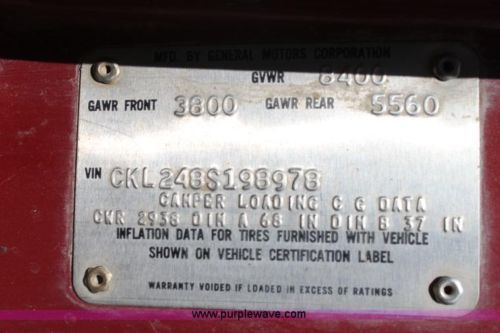 MFD. BY GENERAL MOTORS CORPORATION
GVWR 8400
GAWR FRONT 3800 GAWR REAR 5560
VIN CKL248S198978
CAMPER LOADING C G DATA
CWR 2938 DIM A 68 IN DIM B 37 IN
INFLATION DATA FOR TIRES FURNISHED WITH VEHICLE
SHOWN ON VEHICLE CERTIFICATION LABEL
WARRANTY VOIDED IF LOADED IN EXCESS OF RATINGS
www.purplewave.com